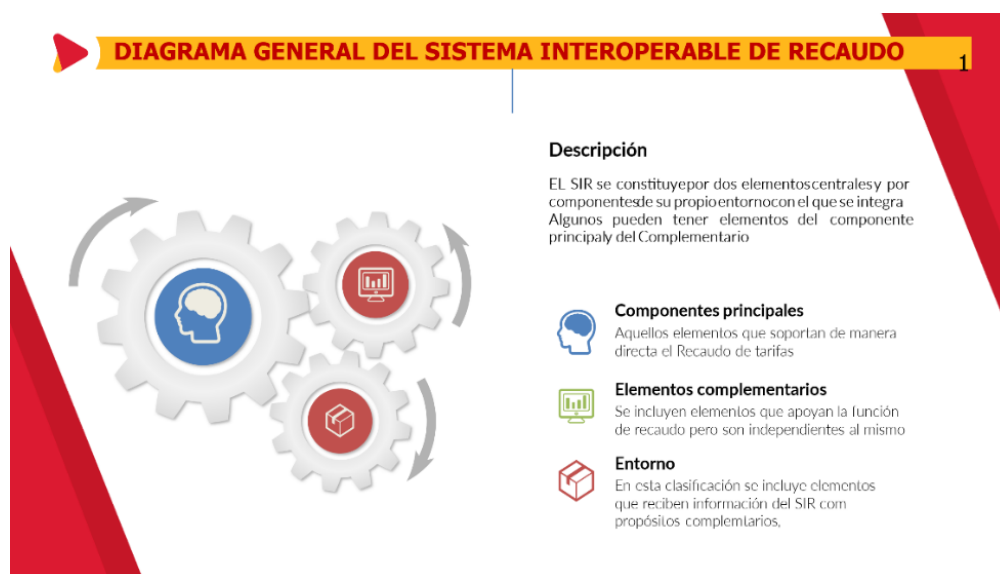 DIAGRAMA GENERAL DEL SISTEMA INTEROPERABLE DE RECAUDO
1
Descripción
EL SIR se constituyepor dos elementoscentralesy por
componentesde su propioentornocon el que se integra
Algunos pueden tener elementos del componente
principaly del Complementario
Componentes principales
Aquellos elementos que soportan de manera
directa el Recaudo de tarifas
Elementos complementarios
Se incluyen elementos que apoyan la función
de recaudo pero son independientes al mismo
Entorno
En esta clasificación se incluye elementos
que reciben información del SIR com
propósitos complemtarios,